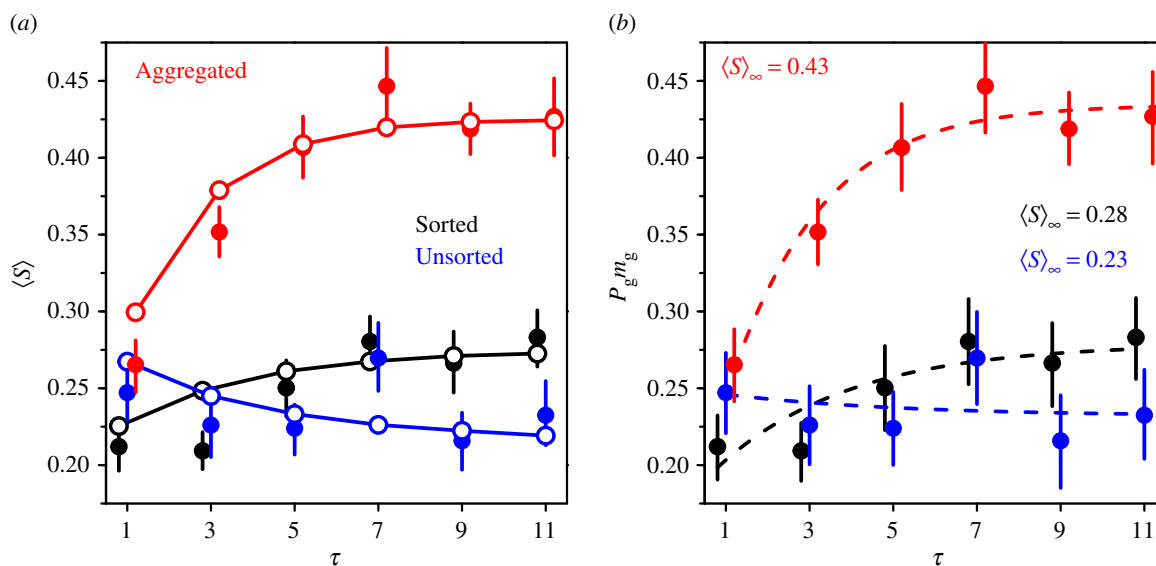 (a)
Aggregated
Sorted
Unsorted
0.45
0.40
0.35
0.30
0.25
0.20
⟨S⟩
1 3 5 7 9 11
τ
(b)
⟨S⟩∞ = 0.43
⟨S⟩∞ = 0.28
⟨S⟩∞ = 0.23
0.45
0.40
0.35
0.30
0.25
0.20
Pgmg
1 3 5 7 9 11
τ